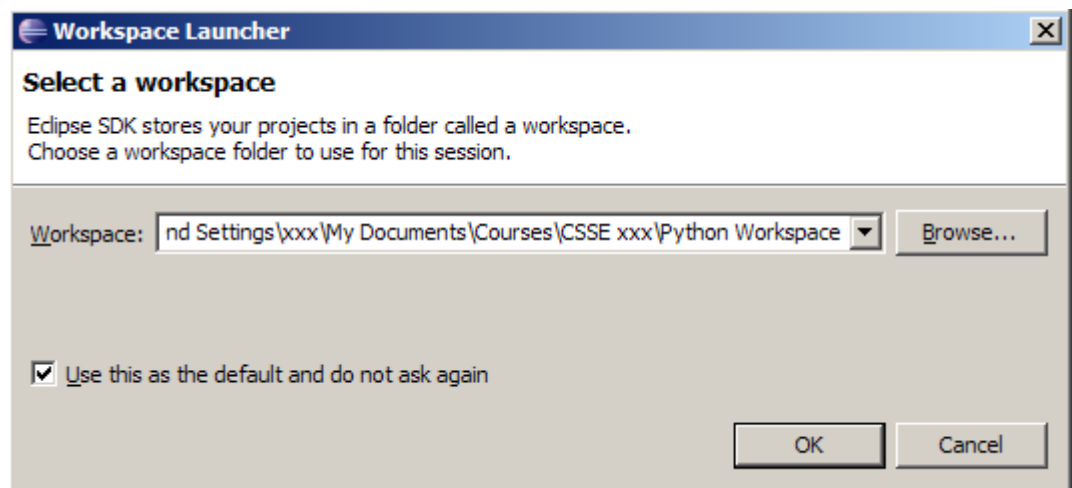 Workspace Launcher
Select a workspace
Eclipse SDK stores your projects in a folder called a workspace.
Choose a workspace folder to use for this session.
Workspace: nd Settings\xxx\My Documents\Courses\CSSE xxx\Python Workspace Browse...
Use this as the default and do not ask again
OK Cancel